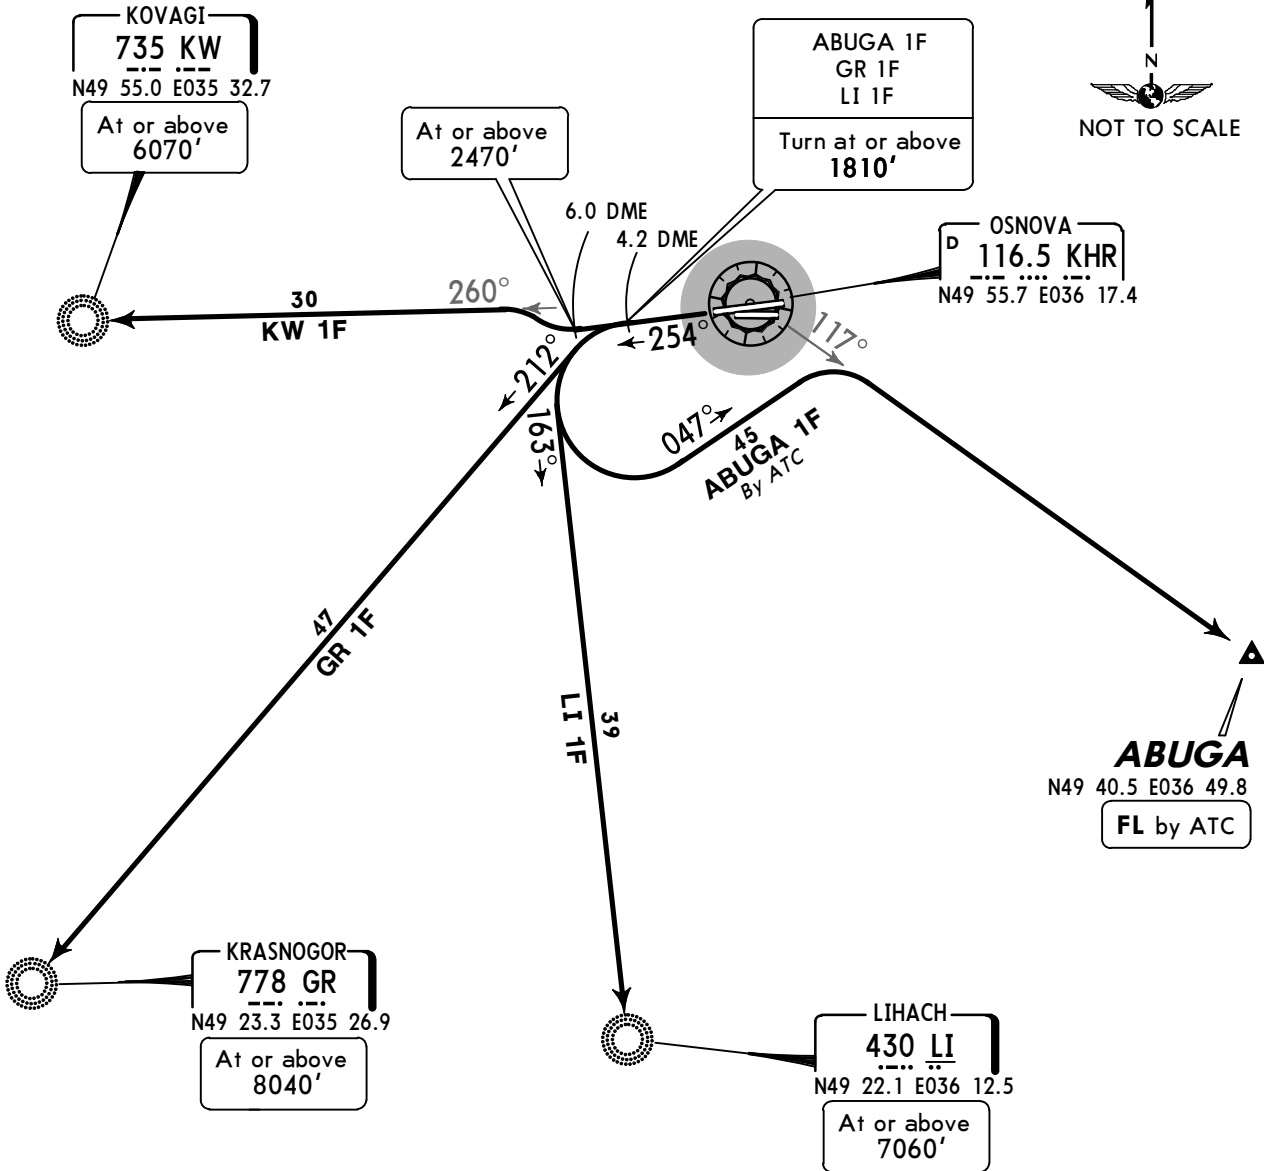 KOVAGI
735 KW
N49 55.0 E035 32.7
At or above
6070'
At or above
2470'
ABUGA 1F
GR 1F
LI 1F
Turn at or above
1810'
N
NOT TO SCALE
6.0 DME
4.2 DME
OSNOVA
D 116.5 KHR
N49 55.7 E036 17.4
30
KW 1F
260°
254°
117°
212°
163°
047°
45
ABUGA 1F
By ATC
47
GR 1F
39
LI 1F
ABUGA
N49 40.5 E036 49.8
FL by ATC
KRASNOGOR
778 GR
N49 23.3 E035 26.9
At or above
8040'
LIHACH
430 LI
N49 22.1 E036 12.5
At or above
7060'